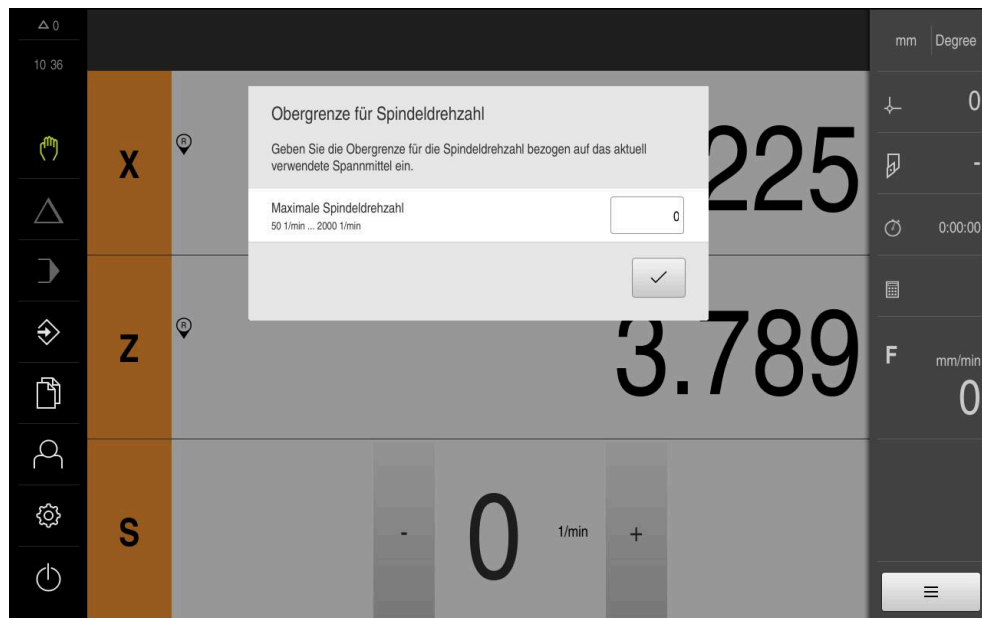 0
10 36
mm
Degree
X
R
225
Obergrenze für Spindeldrehzahl
Geben Sie die Obergrenze für die Spindeldrehzahl bezogen auf das aktuell
verwendete Spannmittel ein.
Maximale Spindeldrehzahl
50 1/min ... 2000 1/min
0
0
-
0:00:00
Z
R
3.789
F
mm/min
0
S
-
0
1/min
+